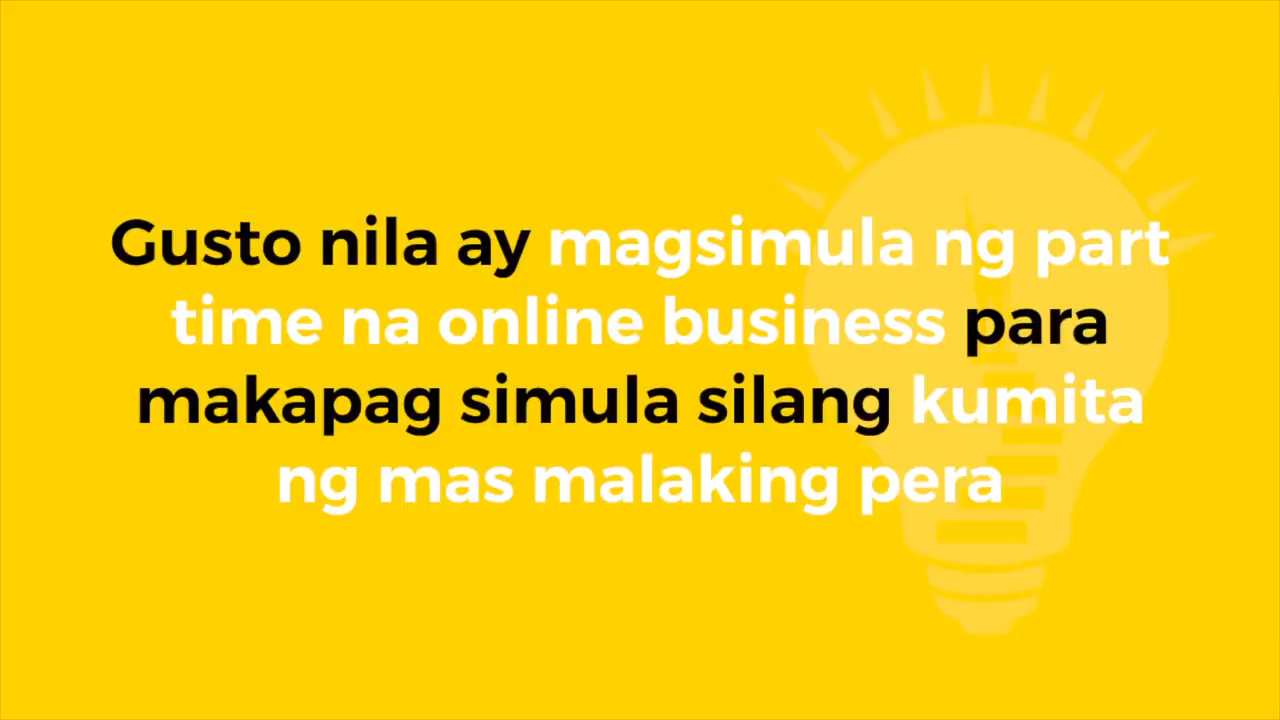 Gusto nila ay magsimula ng part
time na online business para
makapag simula silang kumita
ng mas malaking pera